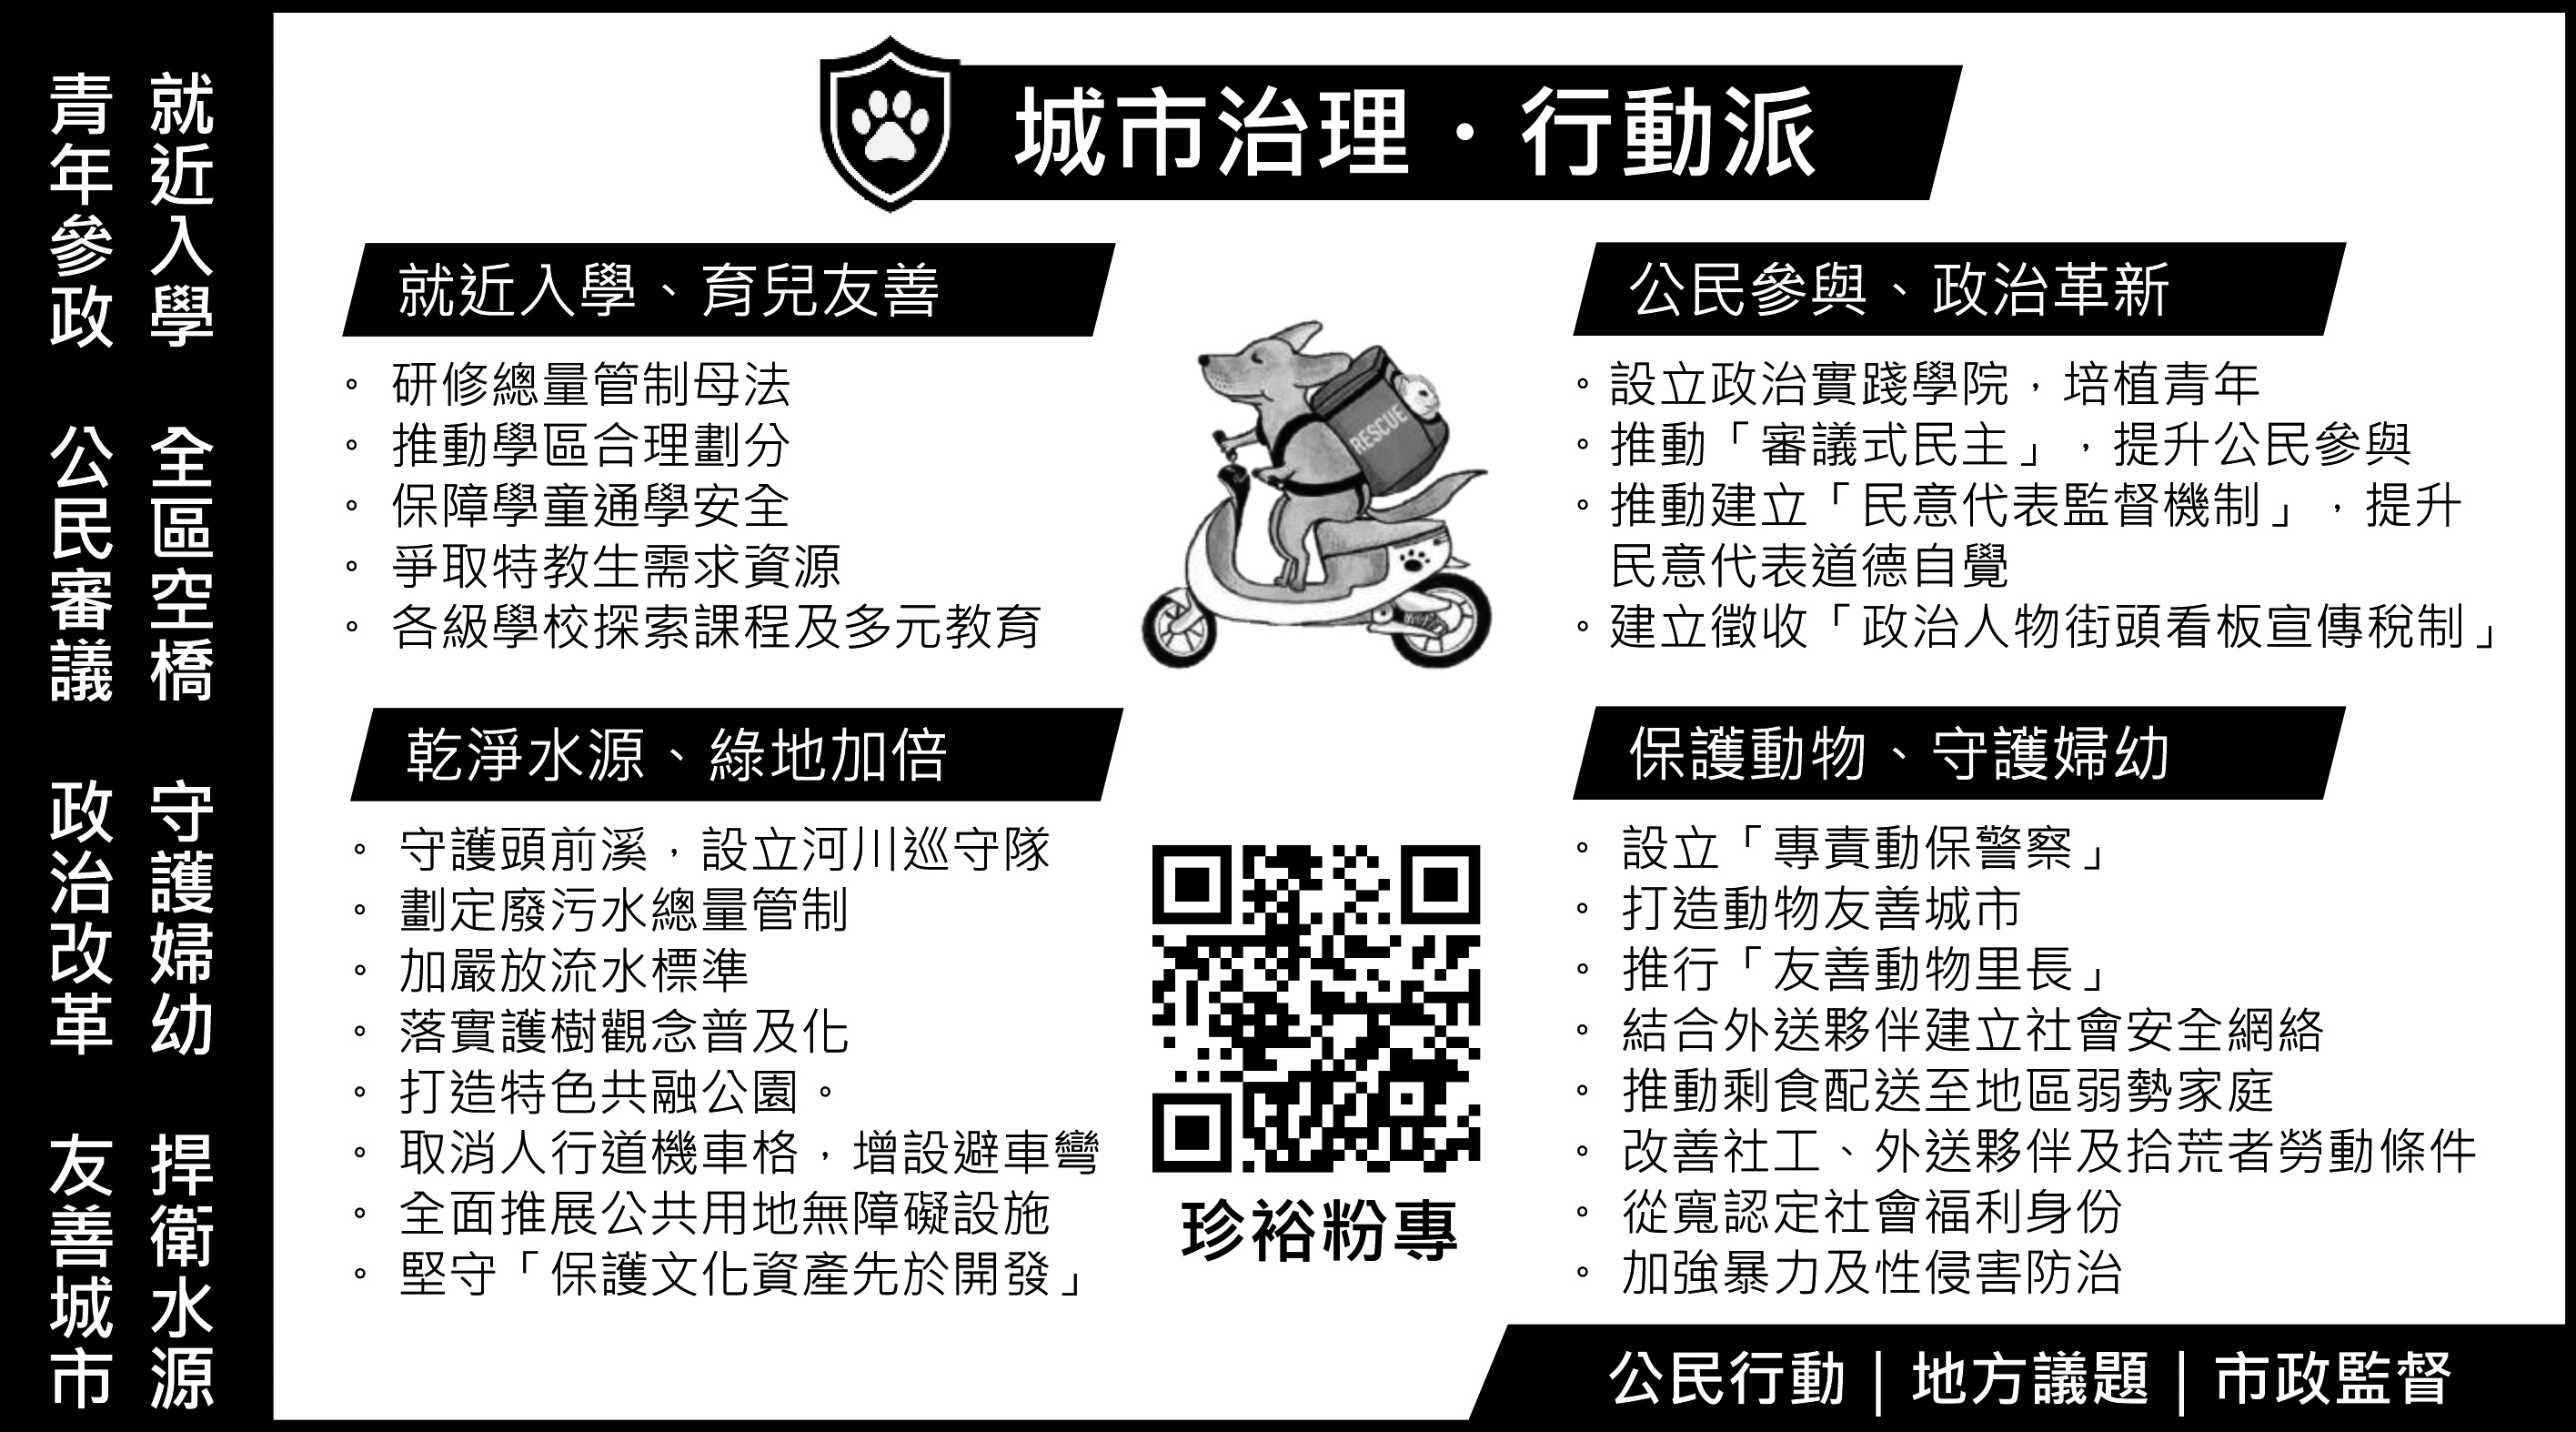 就近入學　全區空橋　守護婦幼　捍衛水源
青年參政　公民審議　政治改革　友善城市
城市治理・行動派
就近入學、育兒友善
◦ 研修總量管制母法
◦ 推動學區合理劃分
◦ 保障學童通學安全
◦ 爭取特教生需求資源
◦ 各級學校探索課程及多元教育
乾淨水源、綠地加倍
◦ 守護頭前溪，設立河川巡守隊
◦ 劃定廢污水總量管制
◦ 加嚴放流水標準
◦ 落實護樹觀念普及化
◦ 打造特色共融公園。
◦ 取消人行道機車格，增設避車彎
◦ 全面推展公共用地無障礙設施
◦ 堅守「保護文化資產先於開發」
RESCUE
珍裕粉專
公民參與、政治革新
◦ 設立政治實踐學院，培植青年
◦ 推動「審議式民主」，提升公民參與
◦ 推動建立「民意代表監督機制」，提升
民意代表道德自覺
◦ 建立徵收「政治人物街頭看板宣傳稅制」
保護動物、守護婦幼
◦ 設立「專責動保警察」
◦ 打造動物友善城市
◦ 推行「友善動物里長」
◦ 結合外送夥伴建立社會安全網絡
◦ 推動剩食配送至地區弱勢家庭
◦ 改善社工、外送夥伴及拾荒者勞動條件
◦ 從寬認定社會福利身份
◦ 加強暴力及性侵害防治
公民行動｜地方議題｜市政監督